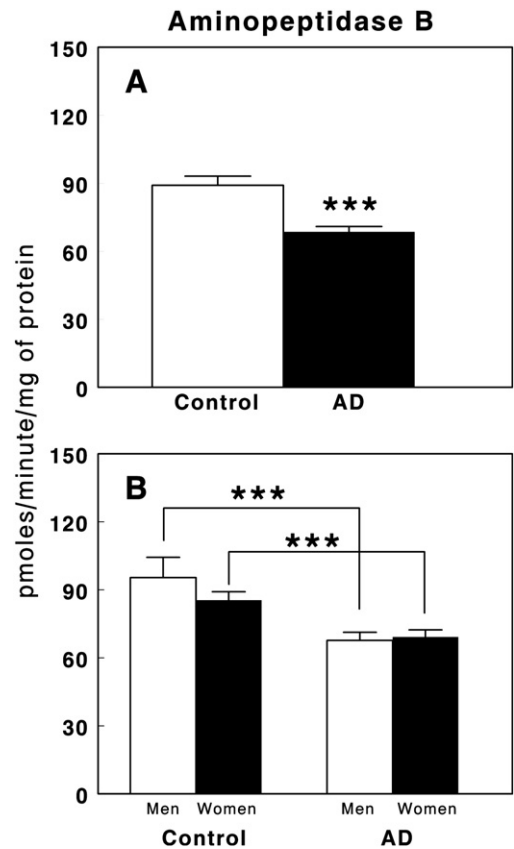 Aminopeptidase B
pmoles/minute/mg of protein
A
150
120
90
60
30
0
***
Control AD
B
150
120
90
60
30
0
***
***
Men Women Men Women
Control AD